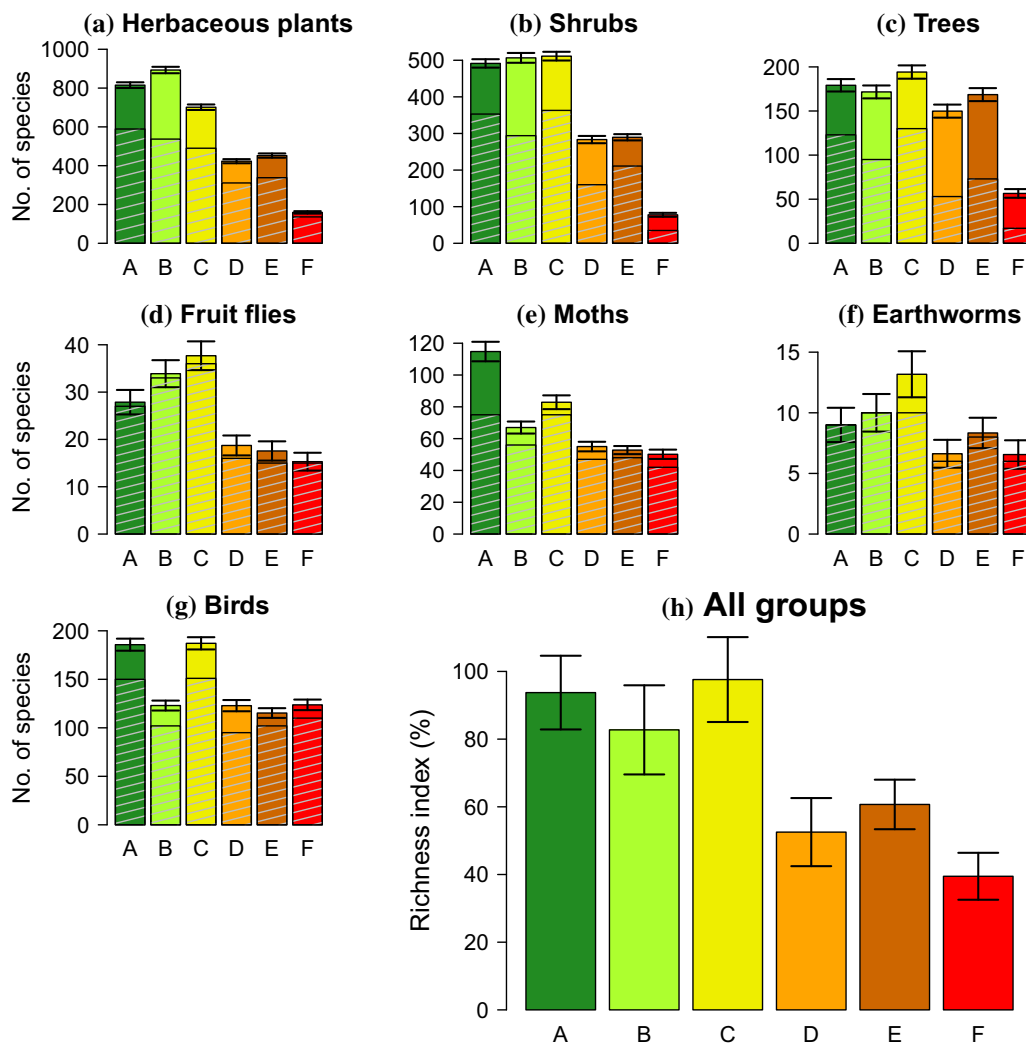 (a) Herbaceous plants
No. of species
1000
800
600
400
200
0
A B C D E F
(b) Shrubs
500
400
300
200
100
0
A B C D E F
(c) Trees
200
150
100
50
0
A B C D E F
(d) Fruit flies
No. of species
40
30
20
10
0
A B C D E F
(e) Moths
120
100
80
60
40
20
0
A B C D E F
(f) Earthworms
15
10
5
0
A B C D E F
(g) Birds
No. of species
200
150
100
50
0
A B C D E F
(h) All groups
Richness index (%)
100
80
60
40
20
0
A B C D E F